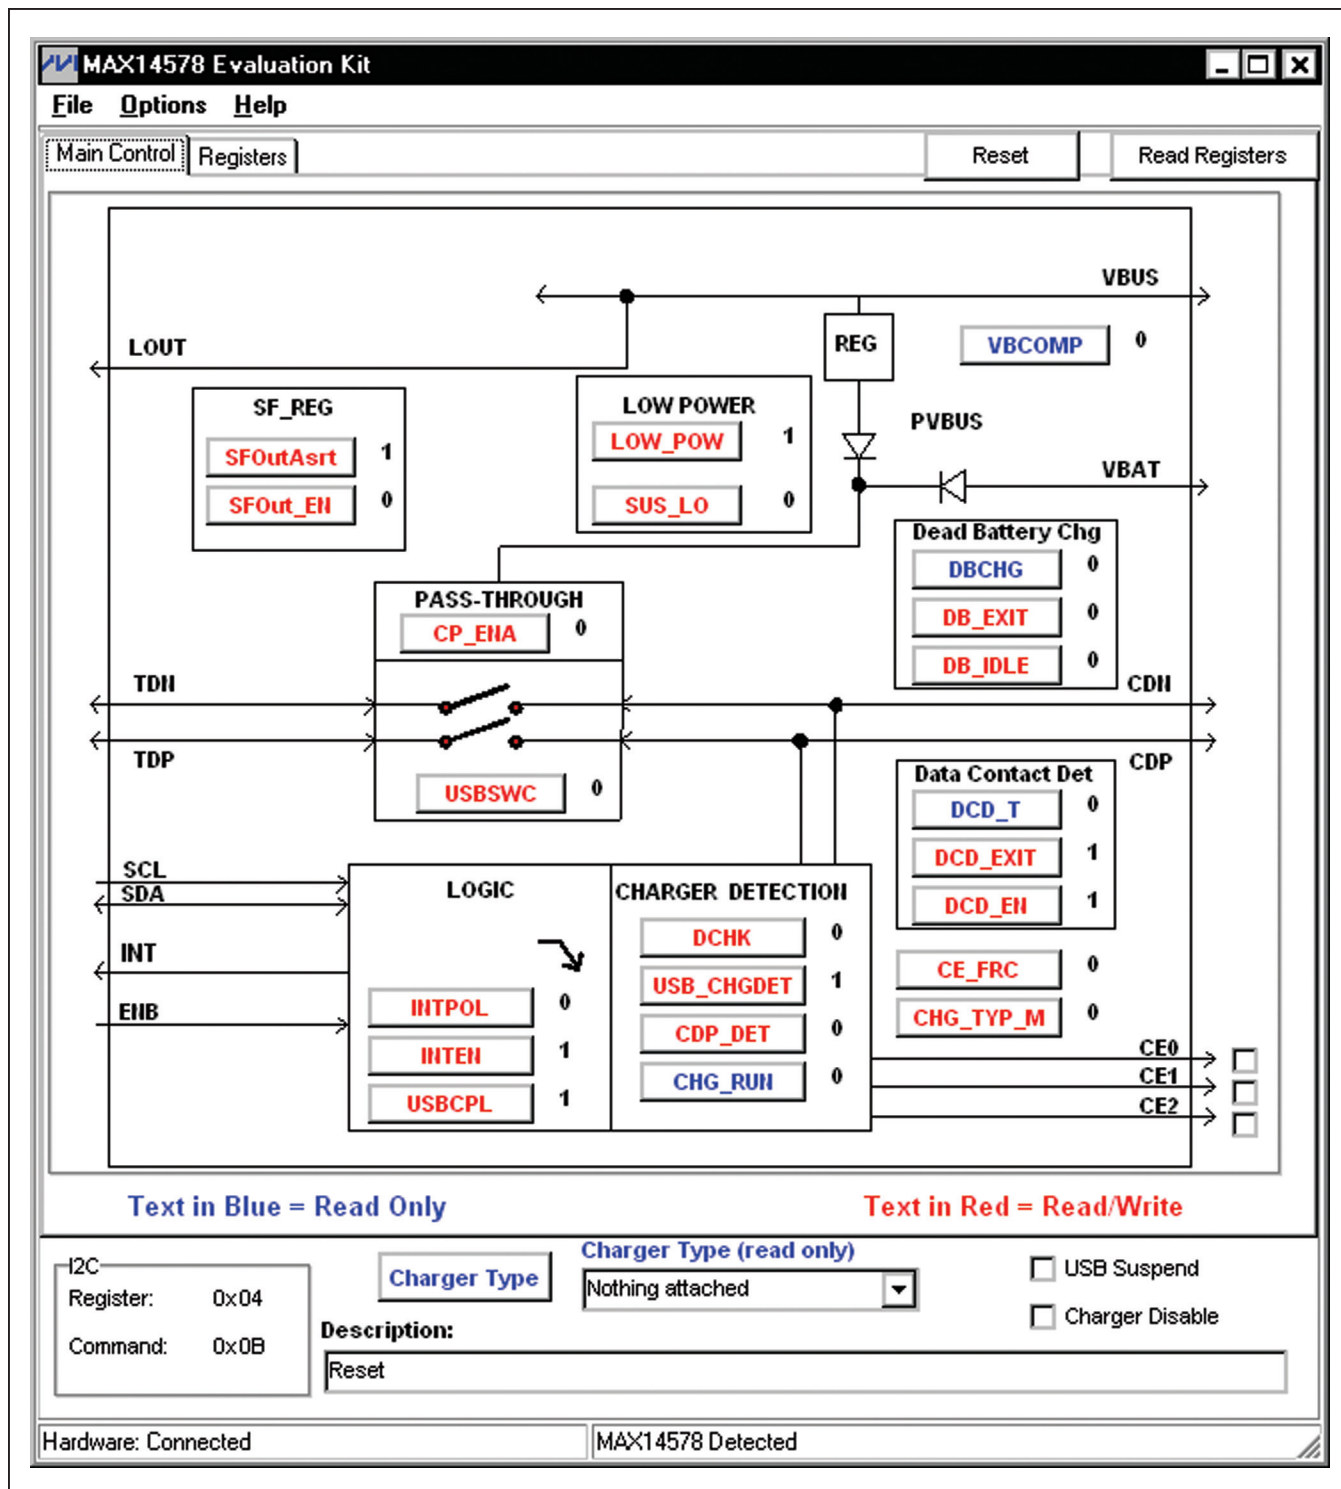 MAX14578 Evaluation Kit
File Options Help
Main Control Registers Reset Read Registers
VBUS
LOUT
REG
VBCOMP 0
SF_REG
SFOutAsrt 1
SFOut_EN 0
LOW POWER
LOW_POW 1
SUS_LO 0
PVBUS
VBAT
Dead Battery Chg
DBCHG 0
DB_EXIT 0
DB_IDLE 0
PASS-THROUGH
CP_ENA 0
TDN
CDN
TDP
CDP
USBSWC 0
Data Contact Det
DCD_T 0
DCD_EXIT 1
DCD_EN 1
SCL
SDA
INT
ENB
LOGIC
INTPOL 0
INTEN 1
USBCPL 1
CHARGER DETECTION
DCHK 0
USB_CHGDET 1
CDP_DET 0
CHG_RUN 0
CE_FRC 0
CHG_TYP_M 0
CE0
CE1
CE2
Text in Blue = Read Only
Text in Red = Read/Write
I2C
Register: 0x04
Command: 0x0B
Charger Type
Charger Type (read only)
Nothing attached
USB Suspend
Charger Disable
Description:
Reset
Hardware: Connected
MAX14578 Detected